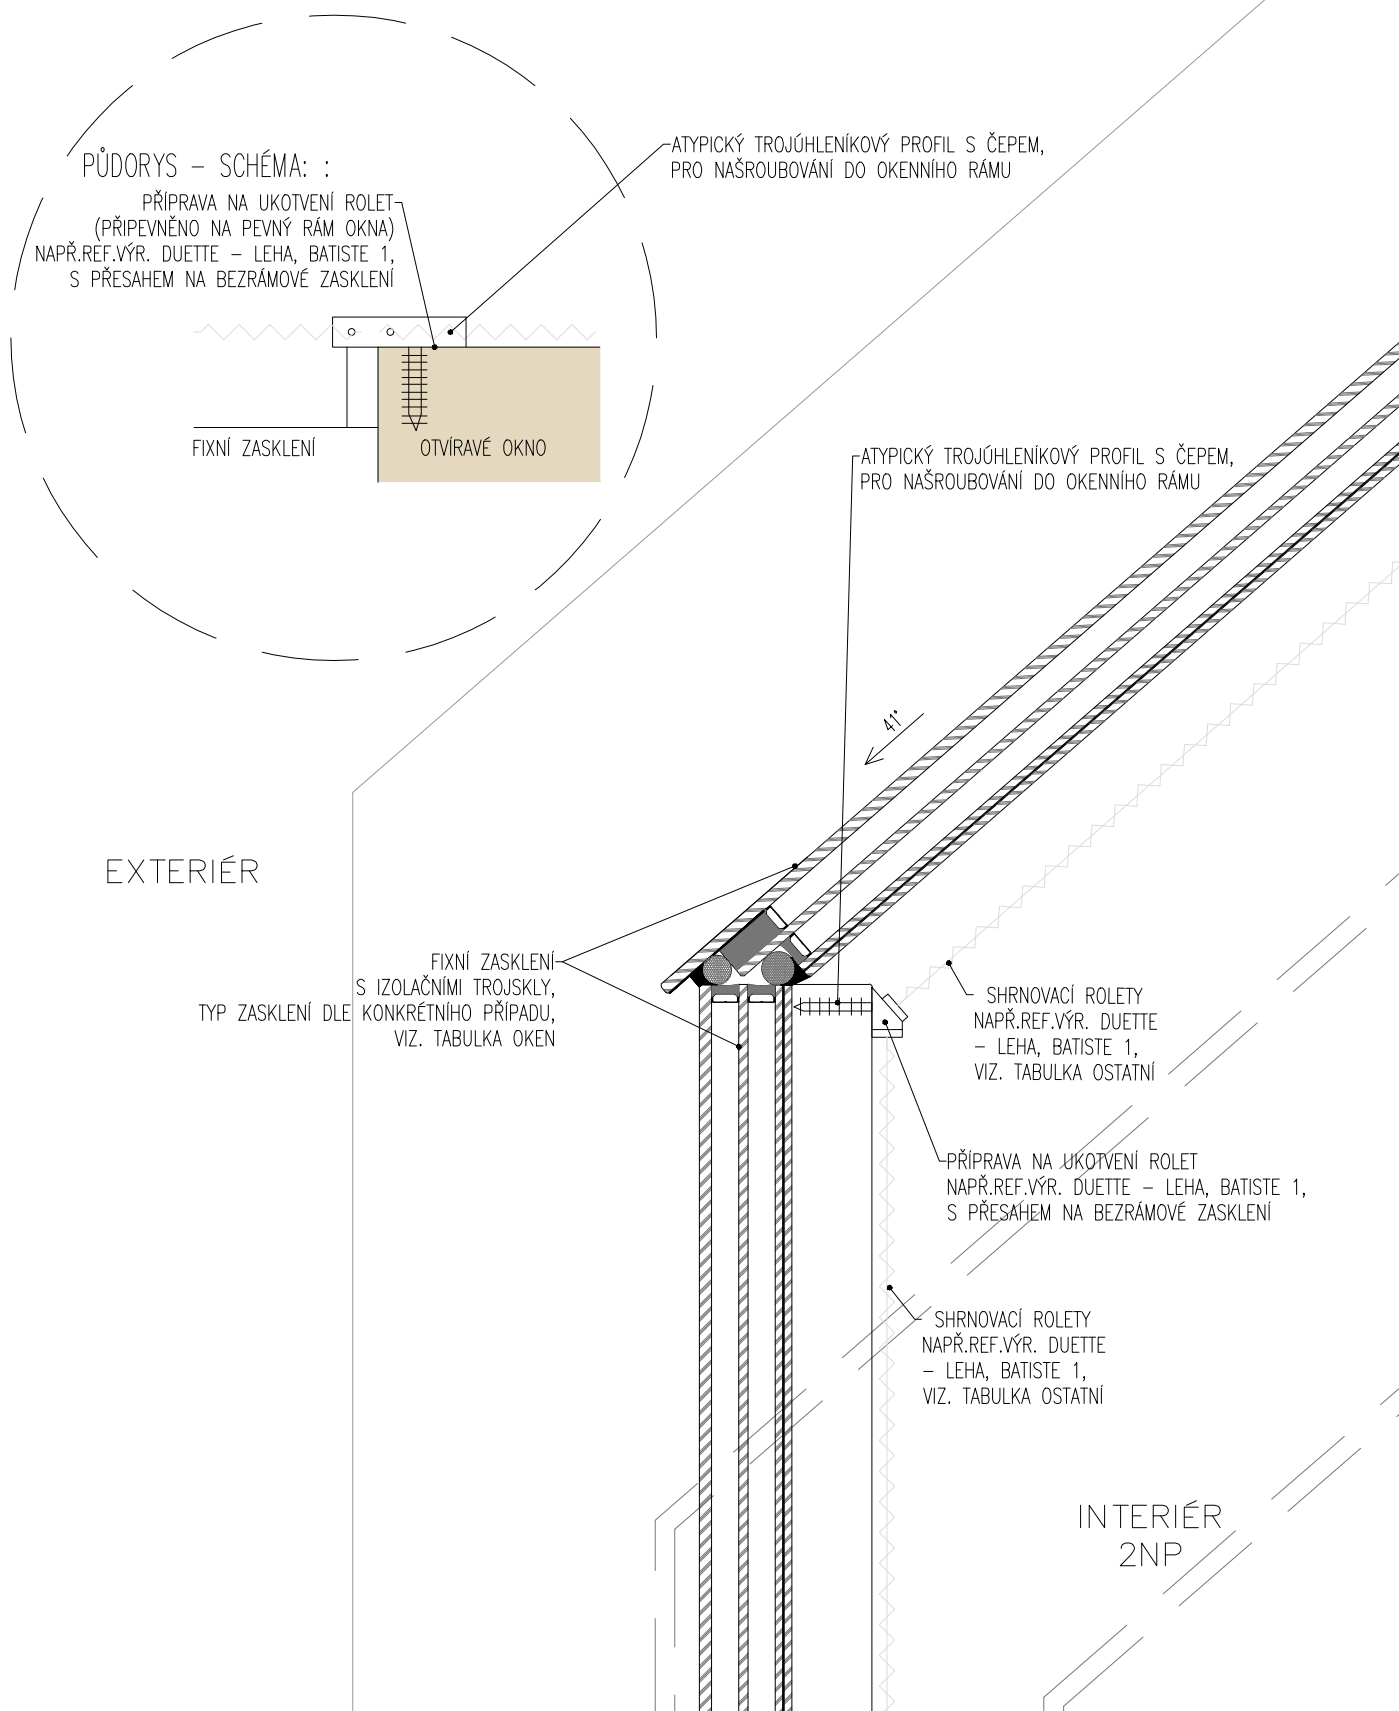 PŮDORYS – SCHÉMA: :
PŘÍPRAVA NA UKOTVENÍ ROLET
(PŘIPEVNĚNO NA PEVNÝ RÁM OKNA)
NAPŘ.REF.VÝR. DUETTE – LEHA, BATISTE 1,
S PŘESAHEM NA BEZRÁMOVÉ ZASKLENÍ
ATYPICKÝ TROJÚHLENÍKOVÝ PROFIL S ČEPEM,
PRO NAŠROUBOVÁNÍ DO OKENNÍHO RÁMU
FIXNÍ ZASKLENÍ
OTVÍRAVÉ OKNO
ATYPICKÝ TROJÚHLENÍKOVÝ PROFIL S ČEPEM,
PRO NAŠROUBOVÁNÍ DO OKENNÍHO RÁMU
41°
EXTERIÉR
FIXNÍ ZASKLENÍ
S IZOLAČNÍMI TROJSKLY,
TYP ZASKLENÍ DLE KONKRÉTNÍHO PŘÍPADU,
VIZ. TABULKA OKEN
SHRNOVACÍ ROLETY
NAPŘ.REF.VÝR. DUETTE
– LEHA, BATISTE 1,
VIZ. TABULKA OSTATNÍ
PŘÍPRAVA NA UKOTVENÍ ROLET
NAPŘ.REF.VÝR. DUETTE – LEHA, BATISTE 1,
S PŘESAHEM NA BEZRÁMOVÉ ZASKLENÍ
SHRNOVACÍ ROLETY
NAPŘ.REF.VÝR. DUETTE
– LEHA, BATISTE 1,
VIZ. TABULKA OSTATNÍ
INTERIÉR
2NP